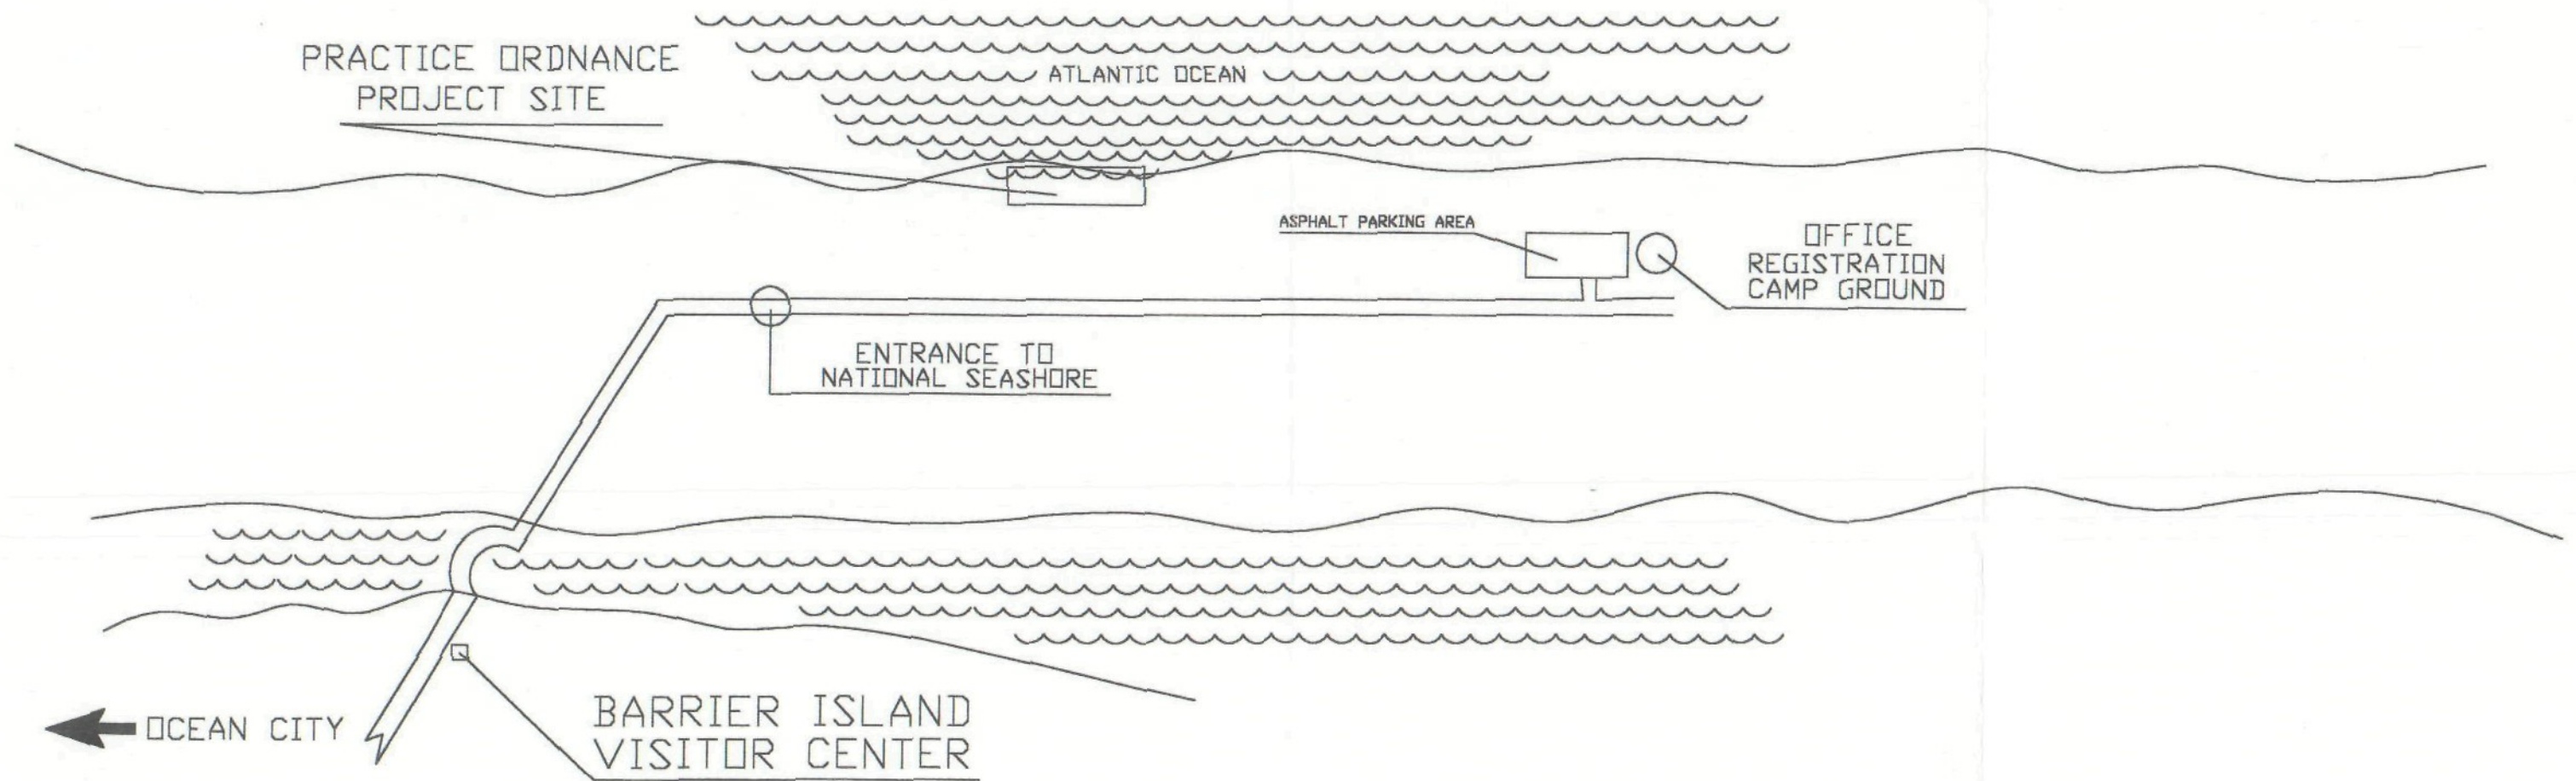 PRACTICE ORDNANCE
PROJECT SITE
ATLANTIC OCEAN
ASPHALT PARKING AREA
OFFICE
REGISTRATION
CAMP GROUND
ENTRANCE TO
NATIONAL SEASHORE
OCEAN CITY
BARRIER ISLAND
VISITOR CENTER